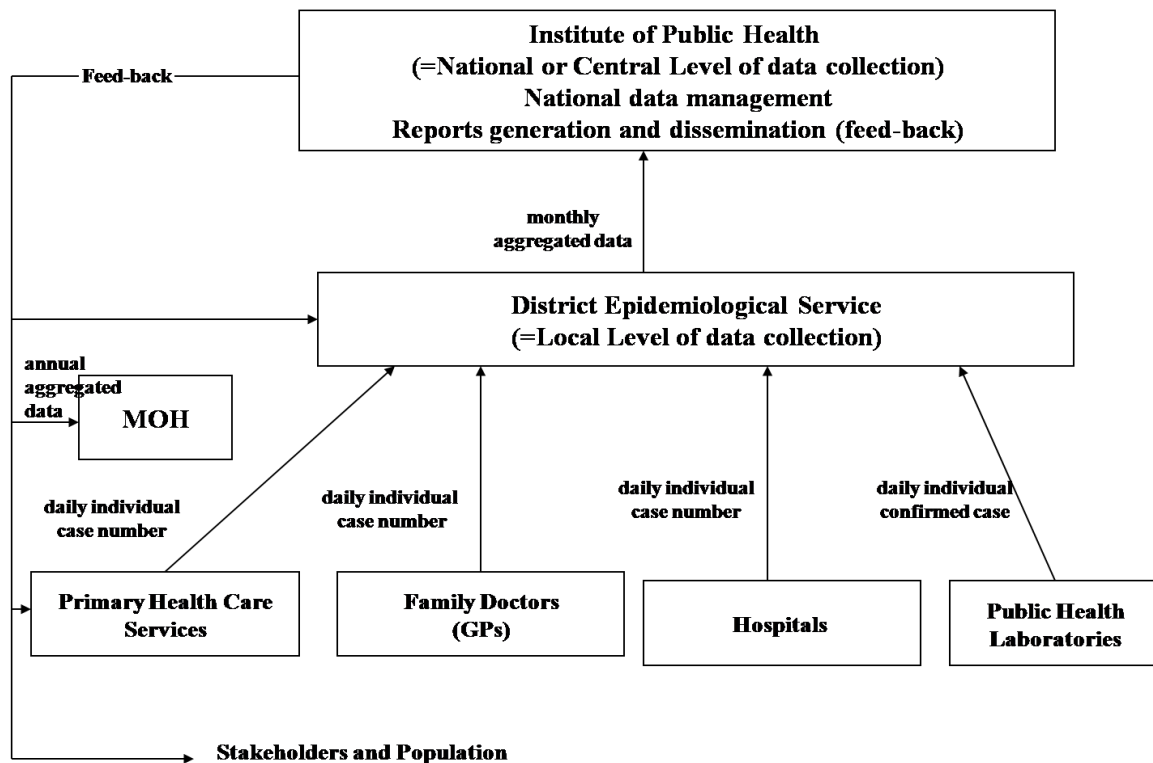 Institute of Public Health
(=National or Central Level of data collection)
National data management
Reports generation and dissemination (feed-back)
Feed-back
monthly
aggregated data
District Epidemiological Service
(=Local Level of data collection)
annual
aggregated
data
MOH
daily individual
case number
daily individual
case number
daily individual
case number
daily individual
confirmed case
Primary Health Care
Services
Family Doctors
(GPs)
Hospitals
Public Health
Laboratories
Stakeholders and Population